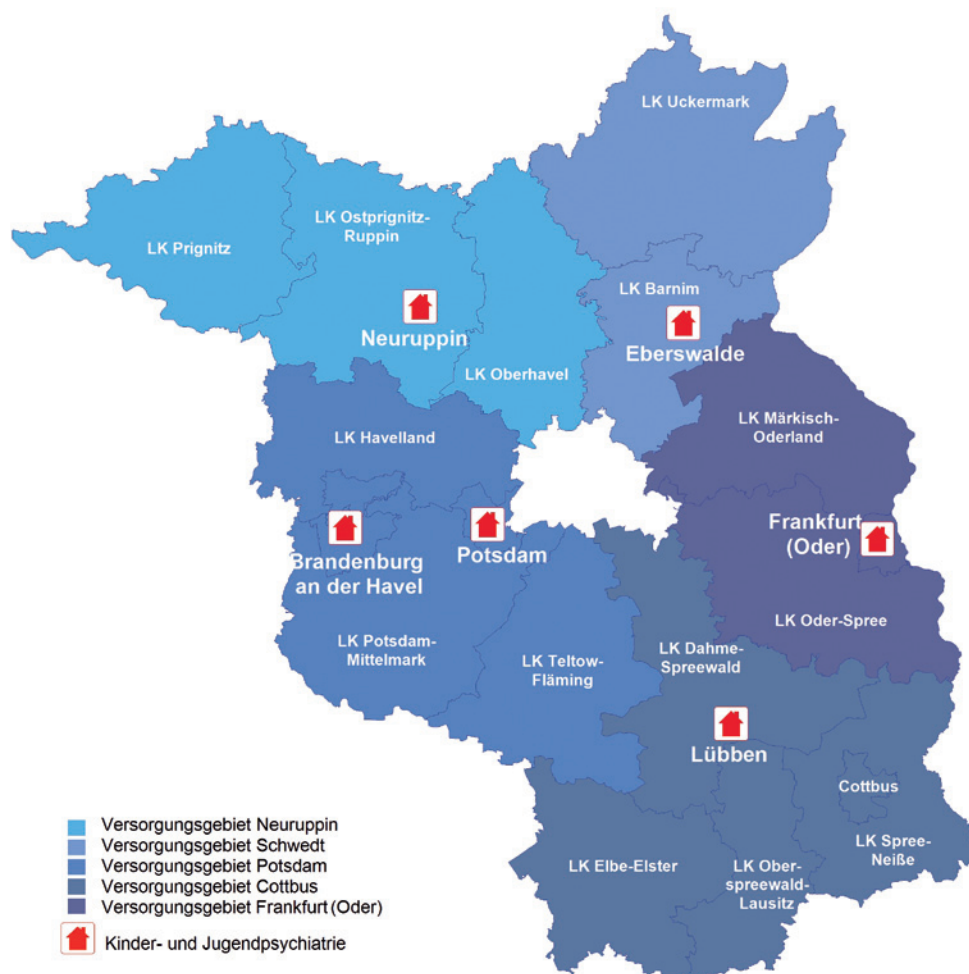 LK Uckermark
LK Ostprignitz-
Ruppin
LK Prignitz
LK Barnim
Neuruppin
Eberswalde
LK Oberhavel
LK Märkisch-
Oderland
LK Havelland
Frankfurt
(Oder)
Potsdam
Brandenburg
an der Havel
LK Oder-Spree
LK Potsdam-
Mittelmark
LK Teltow-
Fläming
LK Dahme-
Spreewald
Lübben
Cottbus
LK Spree-
Neiße
LK Elbe-Elster
LK Ober-
spreewald-
Lausitz
Versorgungsgebiet Neuruppin
Versorgungsgebiet Schwedt
Versorgungsgebiet Potsdam
Versorgungsgebiet Cottbus
Versorgungsgebiet Frankfurt (Oder)
Kinder- und Jugendpsychiatrie